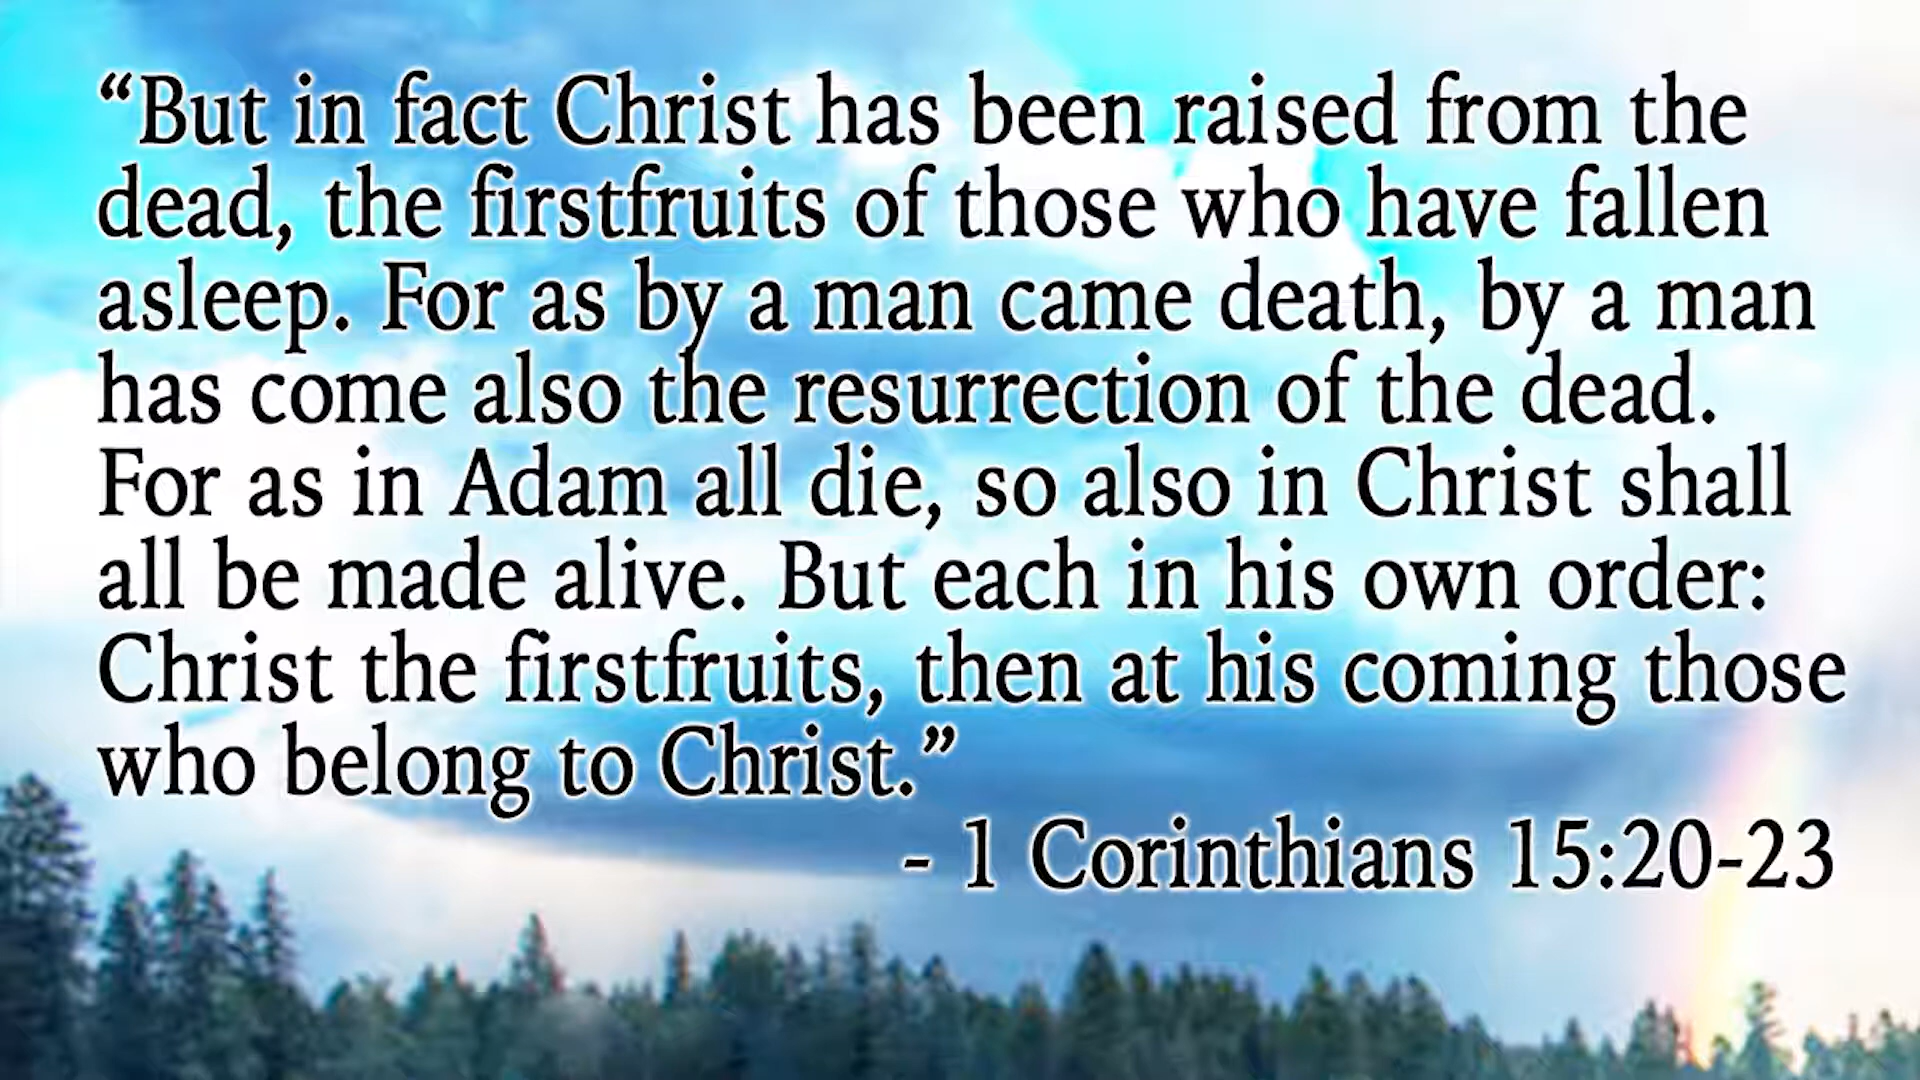 “But in fact Christ has been raised from the
dead, the firstfruits of those who have fallen
asleep. For as by a man came death, by a man
has come also the resurrection of the dead.
For as in Adam all die, so also in Christ shall
all be made alive. But each in his own order:
Christ the firstfruits, then at his coming those
who belong to Christ.”
- 1 Corinthians 15:20-23